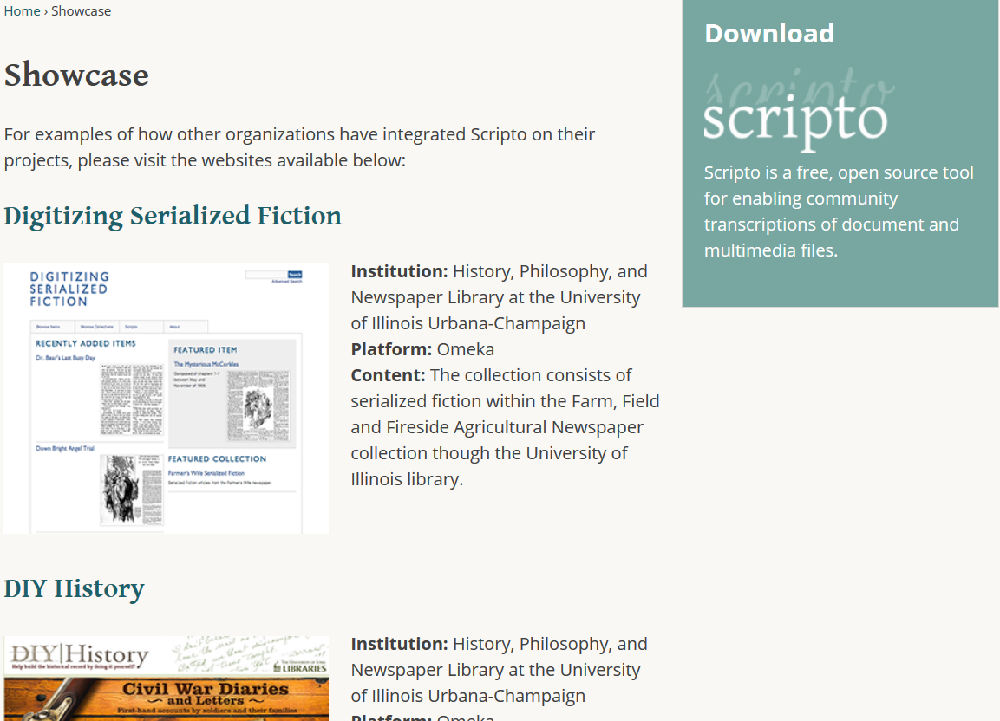 Home › Showcase
Showcase
For examples of how other organizations have integrated Scripto on their
projects, please visit the websites available below:
Digitizing Serialized Fiction
DIGITIZING
SERIALIZED
FICTION
Search
Advanced Search
Browse Items
Browse Collections
Scripto
About
RECENTLY ADDED ITEMS
Dr. Bear's Last Busy Day
Down Bright Angel Trial
FEATURED ITEM
The Mysterious McCorkles
Composed of chapters 1-7
between May and
November of 1906.
FEATURED COLLECTION
Farmer's Wife Serialized Fiction
Serialized Fiction articles from the Farmer's Wife newspaper.
Institution: History, Philosophy, and
Newspaper Library at the University
of Illinois Urbana-Champaign
Platform: Omeka
Content: The collection consists of
serialized fiction within the Farm, Field
and Fireside Agricultural Newspaper
collection though the University of
Illinois library.
DIY History
DIY|History
Help build the historical record by doing it yourself!
THE UNIVERSITY OF IOWA
LIBRARIES
Civil War Diaries
and Letters
First-hand accounts by soldiers and their families
Institution: History, Philosophy, and
Newspaper Library at the University
of Illinois Urbana-Champaign
Platform: Omeka
Download
scripto
scripto
Scripto is a free, open source tool
for enabling community
transcriptions of document and
multimedia files.